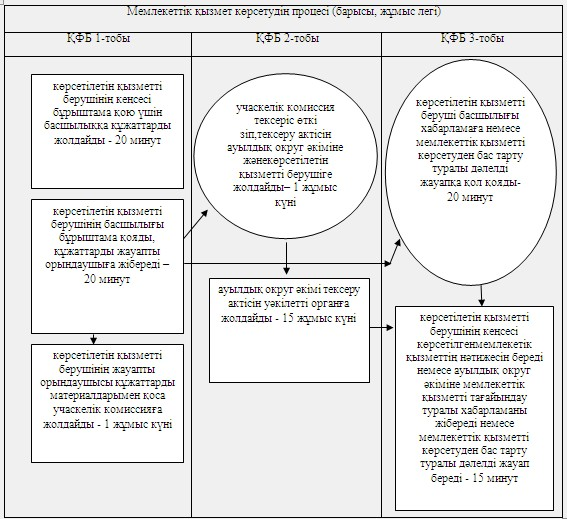 Мемлекеттік қызмет көрсетудің процесі (барысы, жұмыс легі)
ҚФБ 1-тобы
ҚФБ 2-тобы
ҚФБ 3-тобы
көрсетілетін қызметті
берушінің кеңсесі
бұрыштама қою үшін
басшылыққа құжаттарды
жолдайды - 20 минут
көрсетілетін қызметті
берушінің басшылығы
бұрыштама қояды,
құжаттарды жауапты
орындаушыға жібереді –
20 минут
көрсетілетін қызметті
берушінің жауапты
орындаушысы құжаттарды
материалдарымен қоса
учаскелік комиссияға
жолдайды - 1 жұмыс күні
учаскелік комиссия
тексеріс өткі
зіп,тексеру актісін
ауылдық округ әкіміне
жәнекөрсетілетін
қызметті берушіге
жолдайды– 1 жұмыс
күні
ауылдық округ әкімі тексеру
актісін уәкілетті органға
жолдайды - 15 жұмыс күні
көрсетілетін қызметті
беруші басшылығы
хабарламаға немесе
мемлекеттік қызметті
көрсетуден бас тарту
туралы дәлелді
жауапқа қол қояды-
20 минут
көрсетілетін қызметті
берушінің кеңсесі
көрсетілгенмемлекетік
қызметтін нәтижесін береді
немесе ауылдық округ
әкіміне мемлекеттік
қызметті тағайындау
туралы хабарламаны
жібереді немесе
мемлекеттік қызметті
көрсетуден бас тарту
туралы дәлелді жауап
береді - 15 минут